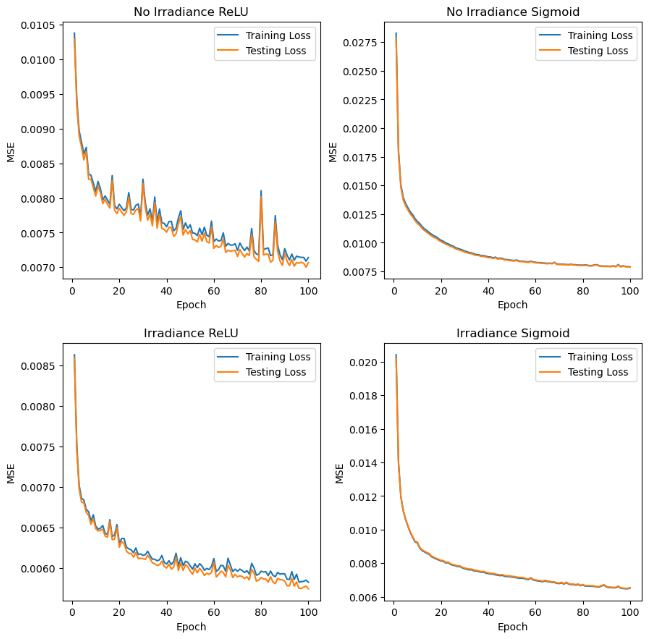 No Irradiance ReLU
0.0105
0.0100
0.0095
0.0090
0.0085
0.0080
0.0075
0.0070
MSE
0 20 40 60 80 100
Epoch
Training Loss
Testing Loss
No Irradiance Sigmoid
0.0275
0.0250
0.0225
0.0200
0.0175
0.0150
0.0125
0.0100
0.0075
MSE
0 20 40 60 80 100
Epoch
Training Loss
Testing Loss
Irradiance ReLU
0.0085
0.0080
0.0075
0.0070
0.0065
0.0060
MSE
0 20 40 60 80 100
Epoch
Training Loss
Testing Loss
Irradiance Sigmoid
0.020
0.018
0.016
0.014
0.012
0.010
0.008
0.006
MSE
0 20 40 60 80 100
Epoch
Training Loss
Testing Loss